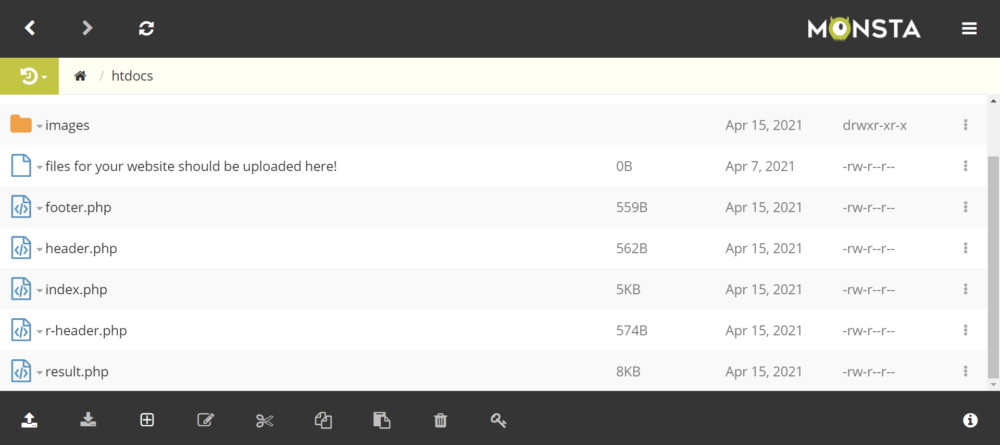 MONSTA
/ htdocs
images Apr 15, 2021 drwxr-xr-x
files for your website should be uploaded here! 0B Apr 7, 2021 -rw-r--r--
footer.php 559B Apr 15, 2021 -rw-r--r--
header.php 562B Apr 15, 2021 -rw-r--r--
index.php 5KB Apr 15, 2021 -rw-r--r--
r-header.php 574B Apr 15, 2021 -rw-r--r--
result.php 8KB Apr 15, 2021 -rw-r--r--